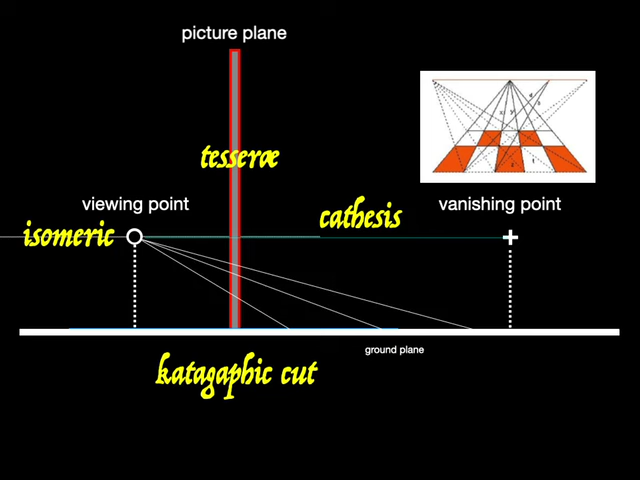 picture plane
tesseræ
viewing point
cathesis
vanishing point
isomeric
ground plane
katagaphic cut